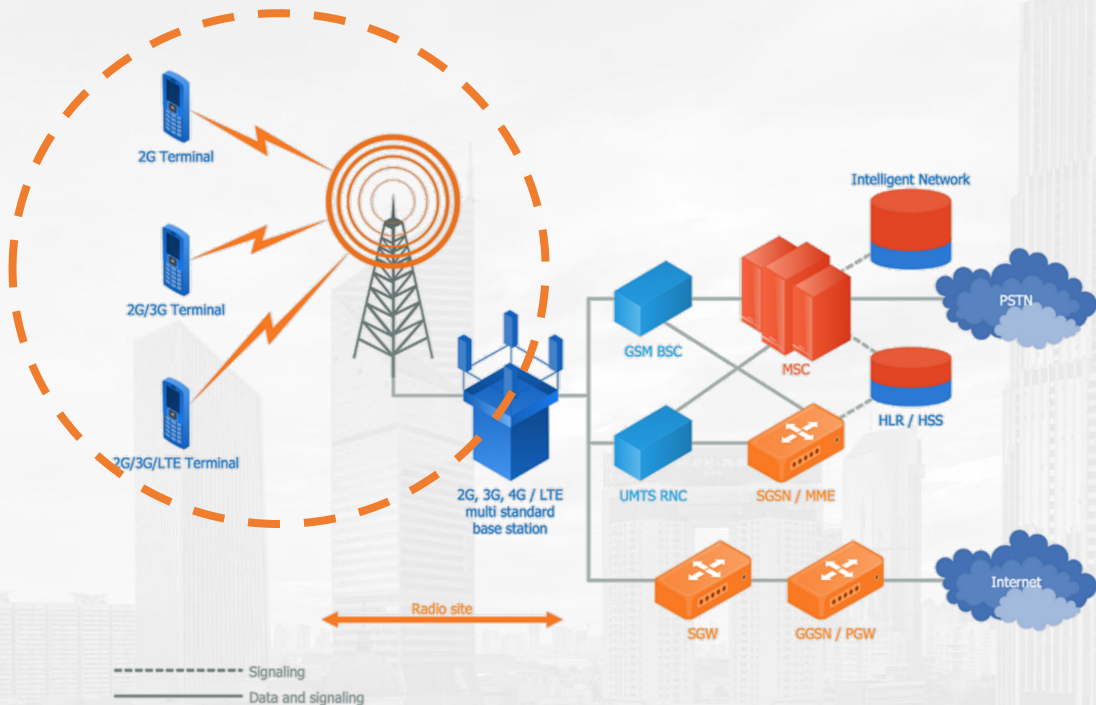 2G Terminal
2G/3G Terminal
2G/3G/LTE Terminal
2G, 3G, 4G / LTE
multi standard
base station
Radio site
GSM BSC
UMTS RNC
MSC
SGSN / MME
SGW
GGSN / PGW
Intelligent Network
PSTN
HLR / HSS
Internet
Signaling
Data and signaling